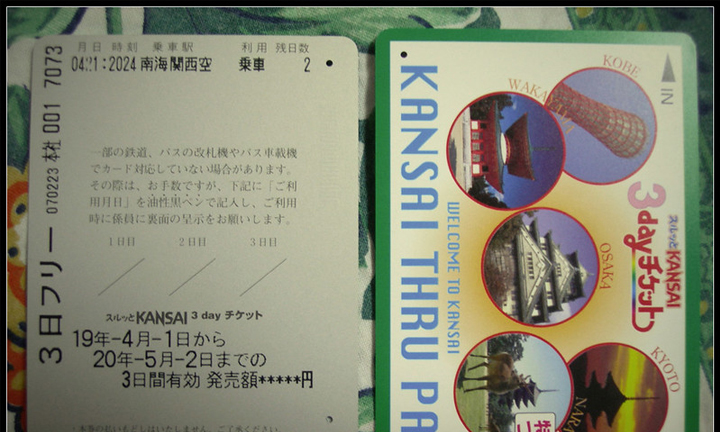 月日 時刻 乗車駅 利用 残日数
0421:2024 南海関西空 乗車 2
一部の鉄道、バスの改札機やバス車載機
でカード対応していない場合があります。
その際は、お手数ですが、下記に「ご利
用月日」を油性黒ペンで記入し、ご利用
時に係員に裏面の呈示をお願いします。
1日目 2日目 3日目
スルッとKANSAI 3 day チケット
19年-4月-1日から
20年-5月-2日までの
3日間有効 発売額*****円
3日フリー 070223 本社 001 7073
IN
KOBE
WAKAYAMA
OSAKA
KYOTO
NARA
スルッとKANSAI
3dayチケット
WELCOME TO KANSAI
KANSAI THRU PA